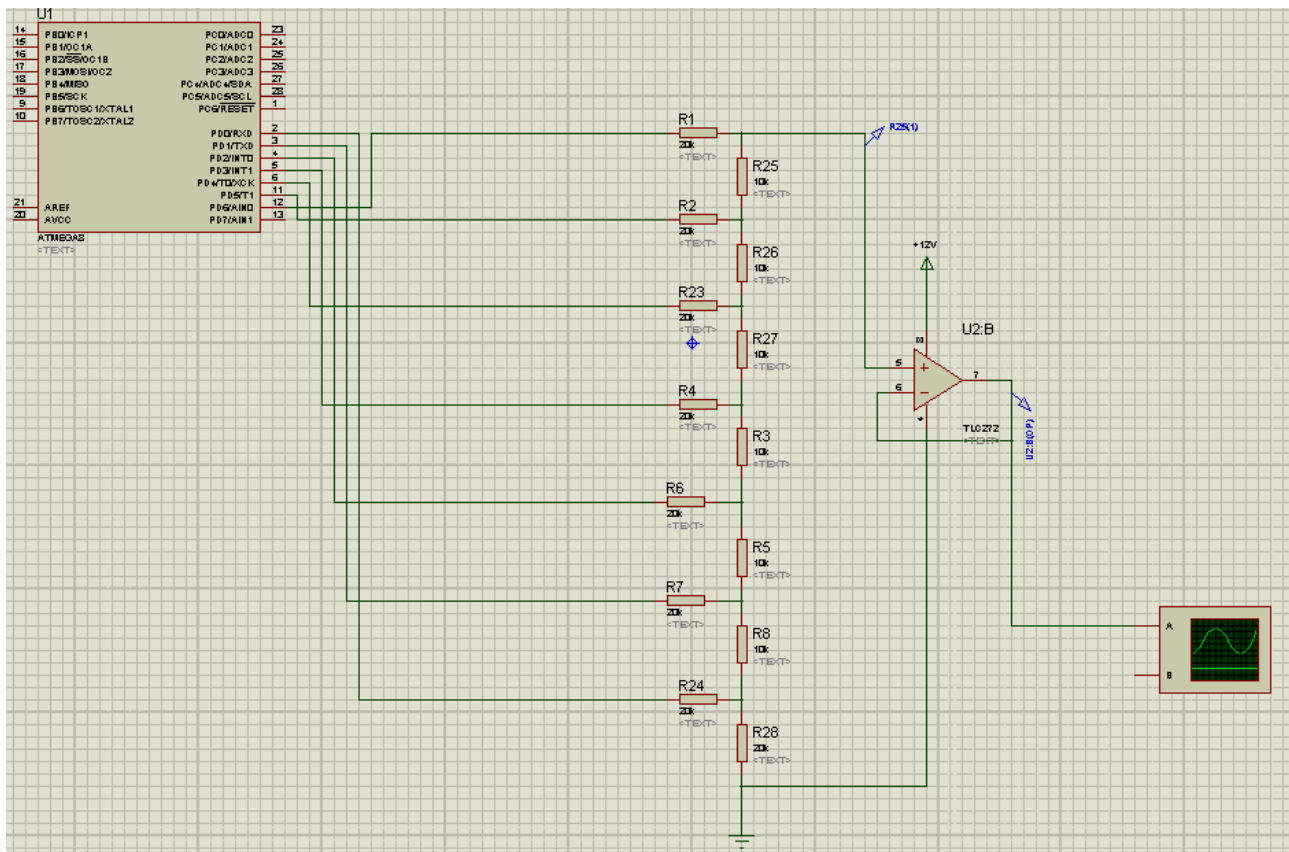 U1
14 PB0/ICP1 PC0/ADC0 23
15 PB1/OC1A PC1/ADC1 24
16 PB2/SS/OC1B PC2/ADC2 25
17 PB3/MOSI/OC2 PC3/ADC3 26
18 PB4/MISO PC4/ADC4/SDA 27
19 PB5/SCK PC5/ADC5/SCL 28
9 PB6/TOSC1/XTAL1 PC6/RESET 1
10 PB7/TOSC2/XTAL2
PD0/RXD 2
PD1/TXD 3
PD2/INT0 4
PD3/INT1 5
PD4/T0/XCK 6
PD5/T1 11
21 AREF PD6/AIN0 12
20 AVCC PD7/AIN1 13
ATMEGA8
<TEXT>
R1
20k
<TEXT>
R25(1)
R25
10k
<TEXT>
R2
20k
<TEXT>
R26
10k
<TEXT>
+12V
R23
20k
<TEXT>
R27
10k
<TEXT>
U2:B
8
5
6
7
4
TLC272
<TEXT>
U2:B(OP)
R4
20k
<TEXT>
R3
10k
<TEXT>
R6
20k
<TEXT>
R5
10k
<TEXT>
R7
20k
<TEXT>
R8
10k
<TEXT>
A
B
R24
20k
<TEXT>
R28
20k
<TEXT>